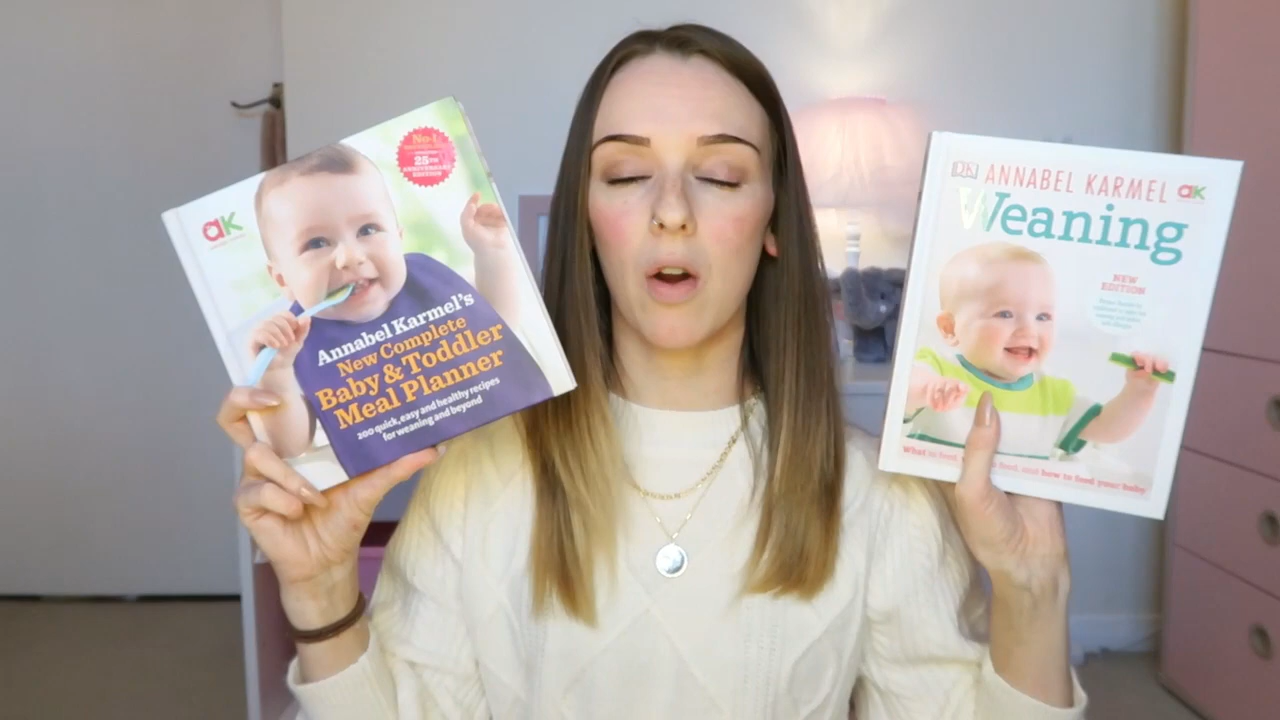 ak
No.1
25TH
ANNIVERSARY
EDITION
Annabel Karmel's
New Complete
Baby & Toddler
Meal Planner
200 quick, easy and healthy recipes
for weaning and beyond
DK
ANNABEL KARMEL
ak
Weaning
NEW
EDITION
What to feed, when to feed and how to feed your baby